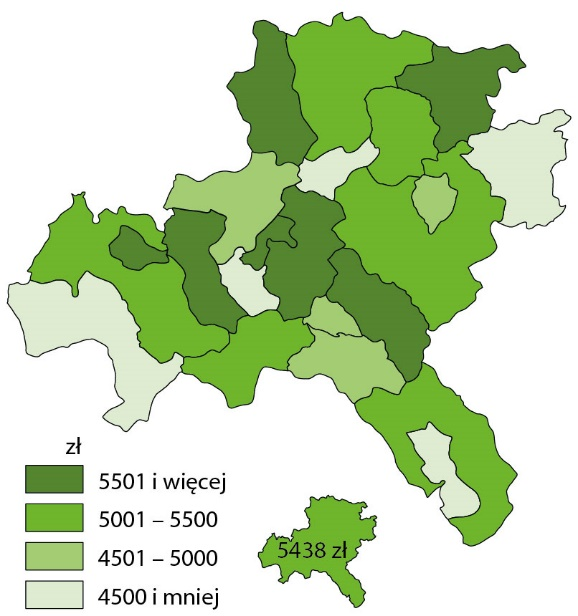 zł
5501 i więcej
5001 – 5500
4501 – 5000
4500 i mniej
5438 zł